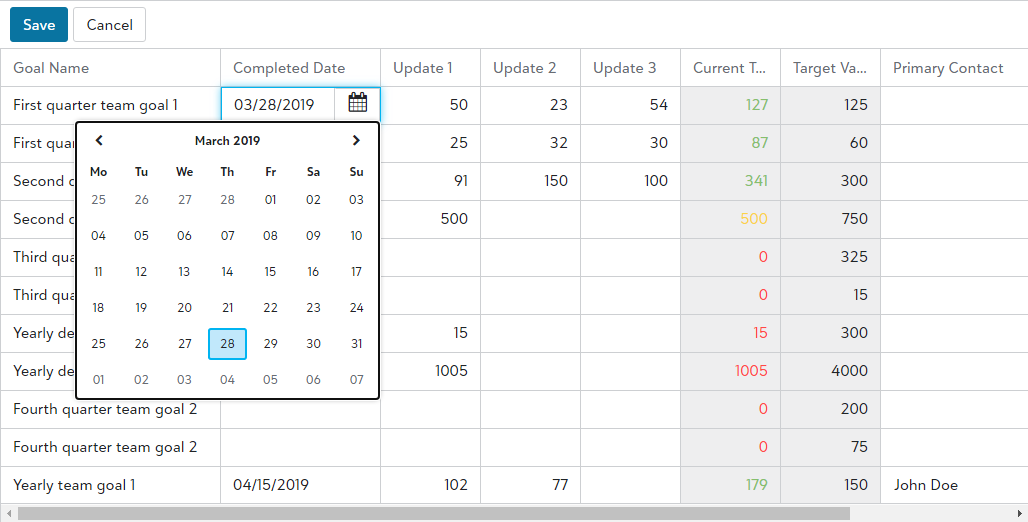 Save Cancel
Goal Name Completed Date Update 1 Update 2 Update 3 Current T... Target Va... Primary Contact
First quarter team goal 1 03/28/2019 50 23 54 127 125
First qua 25 32 30 87 60
March 2019
Mo Tu We Th Fr Sa Su
Second 91 150 100 341 300
25 26 27 28 01 02 03
Second 500 500 750
04 05 06 07 08 09 10
Third qua 0 325
11 12 13 14 15 16 17
Third qua 0 15
18 19 20 21 22 23 24
Yearly de 15 15 300
25 26 27 28 29 30 31
Yearly de 1005 1005 4000
01 02 03 04 05 06 07
Fourth quarter team goal 2 0 200
Fourth quarter team goal 2 0 75
Yearly team goal 1 04/15/2019 102 77 179 150 John Doe